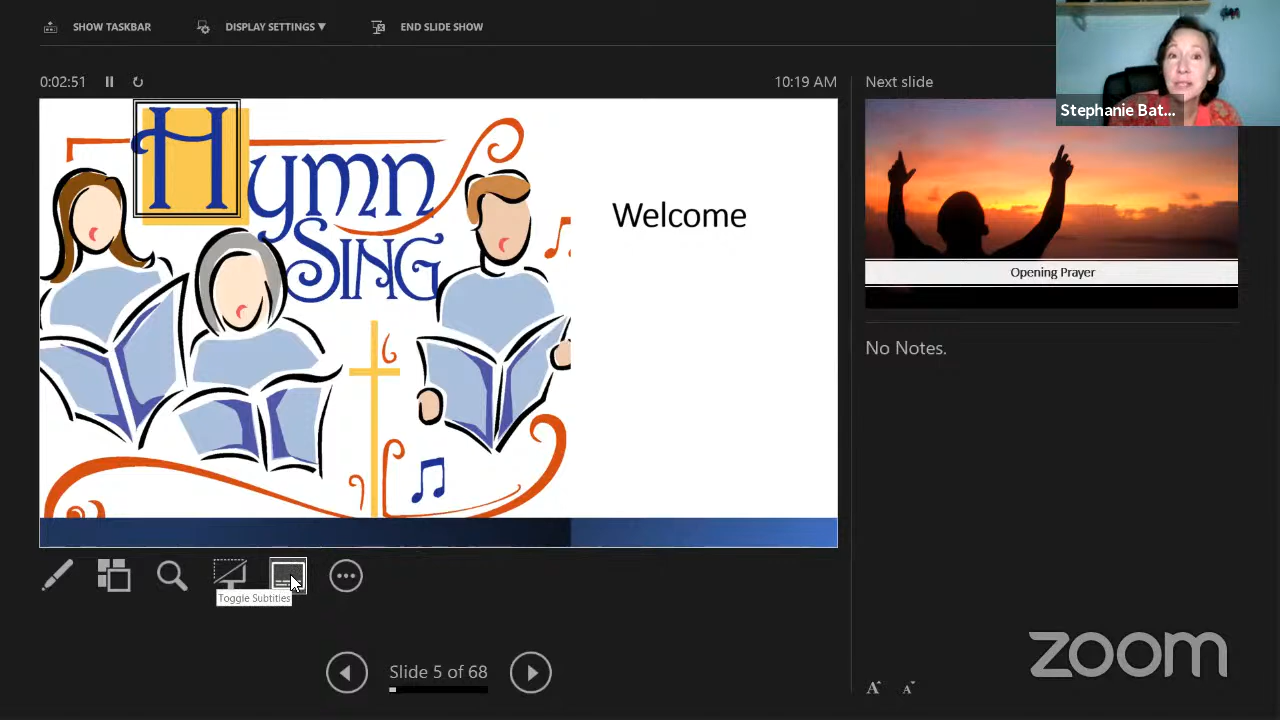 SHOW TASKBAR
DISPLAY SETTINGS ▼
END SLIDE SHOW
0:02:51
10:19 AM
Next slide
Stephanie Bat...
Hymn
SING
Welcome
Opening Prayer
No Notes.
Toggle Subtitles
Slide 5 of 68
A A
zoom